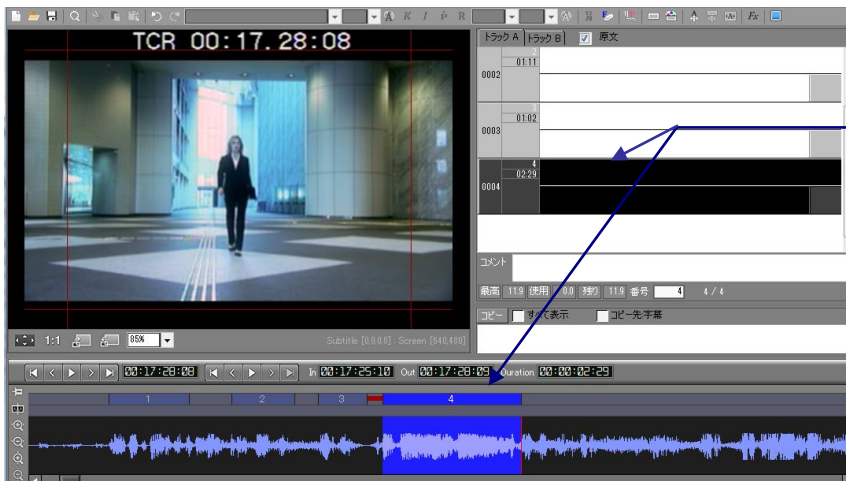 K I P R
Fx
TCR 00:17.28:08
トラック A トラック B 原文
2
01:11
0002
3
01:02
0003
4
02:29
0004
コメント
最高 11.9 使用 0.0 残り 11.9 番号 4 4 / 4
コピー すべて表示 コピー先字幕
1:1 85% Subtitle [0,0,0,0] : Screen [640,480]
00:17:28:08 In 00:17:25:10 Out 00:17:28:09 Duration 00:00:02:29
1 2 3 4